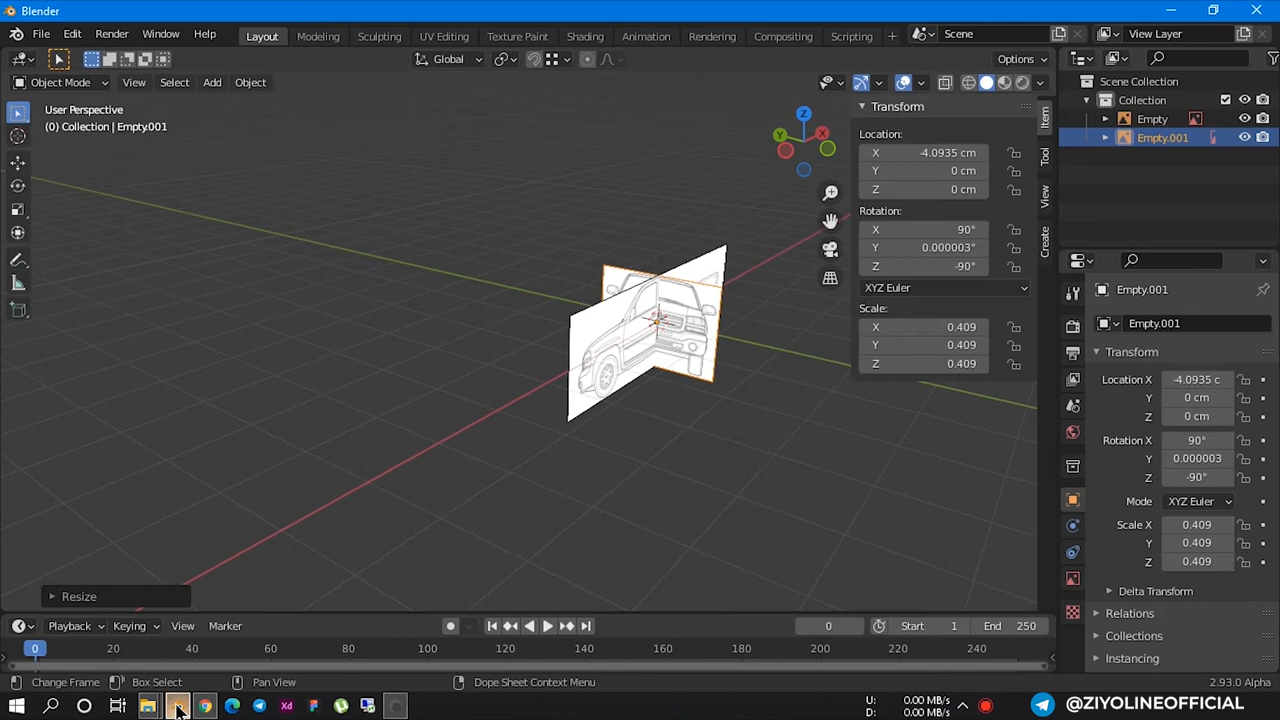 Blender
File Edit Render Window Help Layout Modeling Sculpting UV Editing Texture Paint Shading Animation Rendering Compositing Scripting + Scene View Layer
Global Options
Object Mode View Select Add Object
User Perspective
(0) Collection | Empty.001
Z
Y
X
Transform
Location:
X -4.0935 cm
Y 0 cm
Z 0 cm
Rotation:
X 90°
Y 0.000003°
Z -90°
XYZ Euler
Scale:
X 0.409
Y 0.409
Z 0.409
Item
Tool
View
Create
Scene Collection
Collection
Empty
Empty.001
Empty.001
Empty.001
Transform
Location X -4.0935 c
Y 0 cm
Z 0 cm
Rotation X 90°
Y 0.000003
Z -90°
Mode XYZ Euler
Scale X 0.409
Y 0.409
Z 0.409
Delta Transform
Relations
Collections
Instancing
Resize
Playback Keying View Marker 0 Start 1 End 250
0 20 40 60 80 100 120 140 160 180 200 220 240
Change Frame Box Select Pan View Dope Sheet Context Menu 2.93.0 Alpha
Xd
U: 0.00 MB/s
D: 0.00 MB/s
@ZIYOLINEOFFICIAL